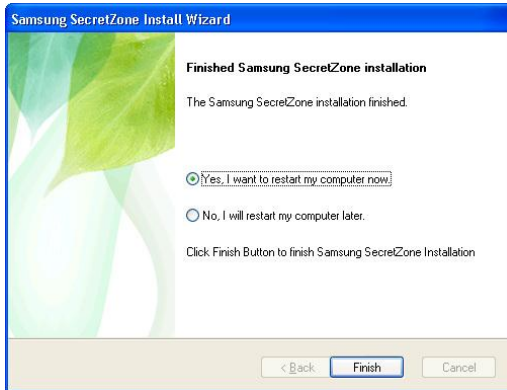 Samsung SecretZone Install Wizard
Finished Samsung SecretZone installation
The Samsung SecretZone installation finished.
Yes, I want to restart my computer now.
No, I will restart my computer later.
Click Finish Button to finish Samsung SecretZone Installation
< Back Finish Cancel